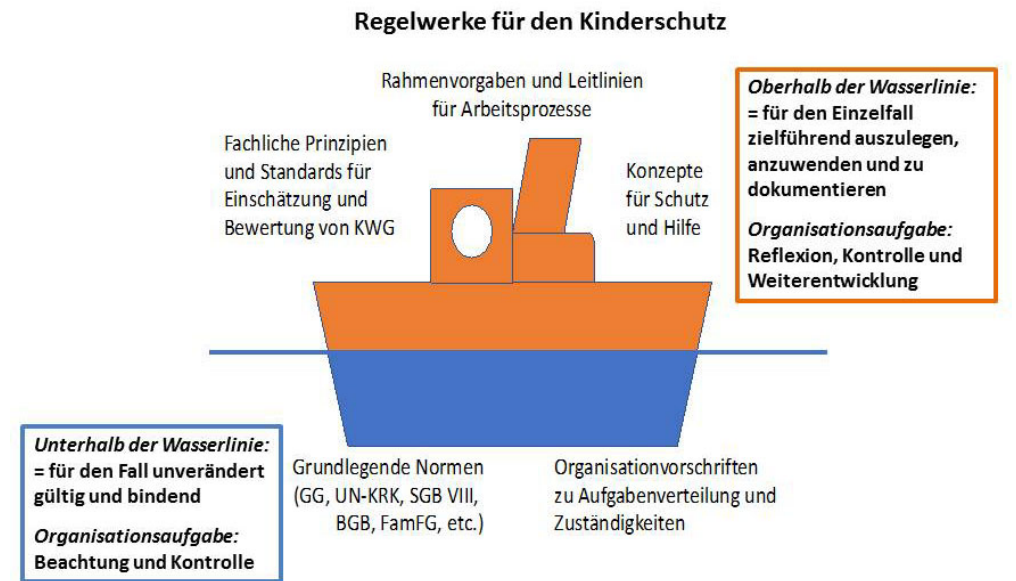 Regelwerke für den Kinderschutz
Rahmenvorgaben und Leitlinien
für Arbeitsprozesse
Fachliche Prinzipien
und Standards für
Einschätzung und
Bewertung von KWG
Konzepte
für Schutz
und Hilfe
Oberhalb der Wasserlinie:
= für den Einzelfall
zielführend auszulegen,
anzuwenden und zu
dokumentieren
Organisationsaufgabe:
Reflexion, Kontrolle und
Weiterentwicklung
Unterhalb der Wasserlinie:
= für den Fall unverändert
gültig und bindend
Organisationsaufgabe:
Beachtung und Kontrolle
Grundlegende Normen
(GG, UN-KRK, SGB VIII,
BGB, FamFG, etc.)
Organisationvorschriften
zu Aufgabenverteilung und
Zuständigkeiten